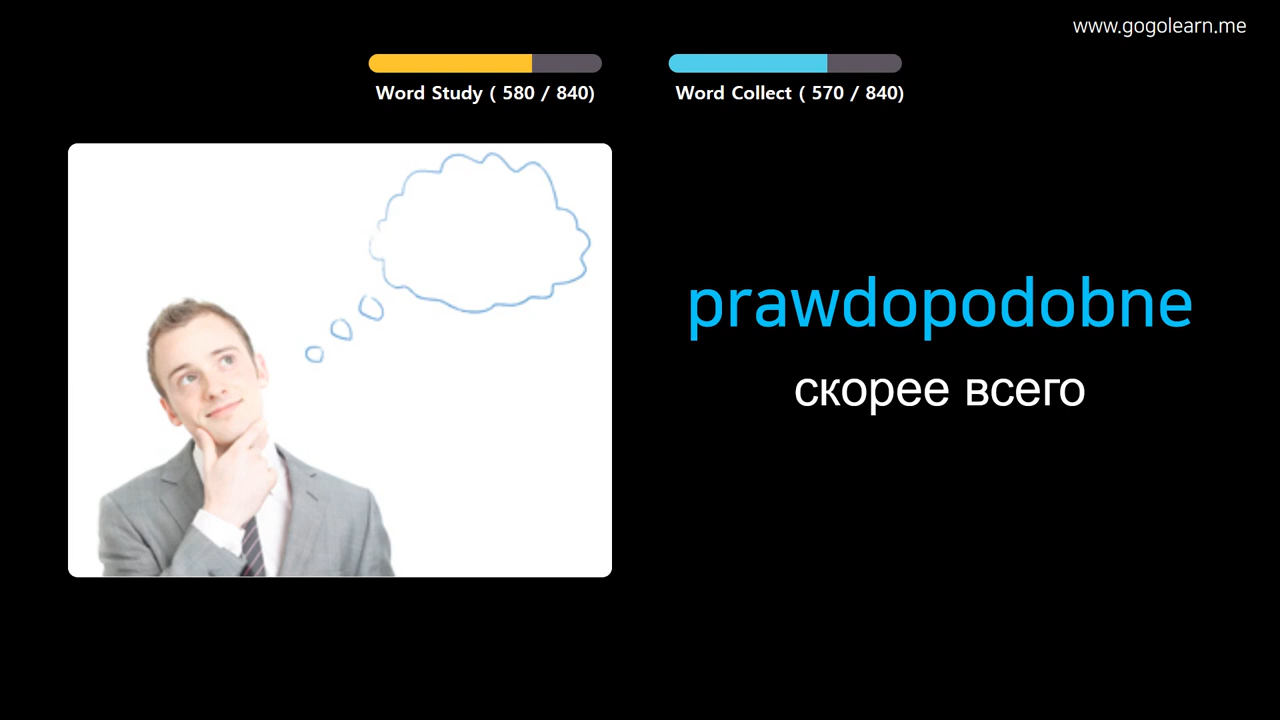 www.gogolearn.me
Word Study ( 580 / 840)
Word Collect ( 570 / 840)
prawdopodobne
скорее всего